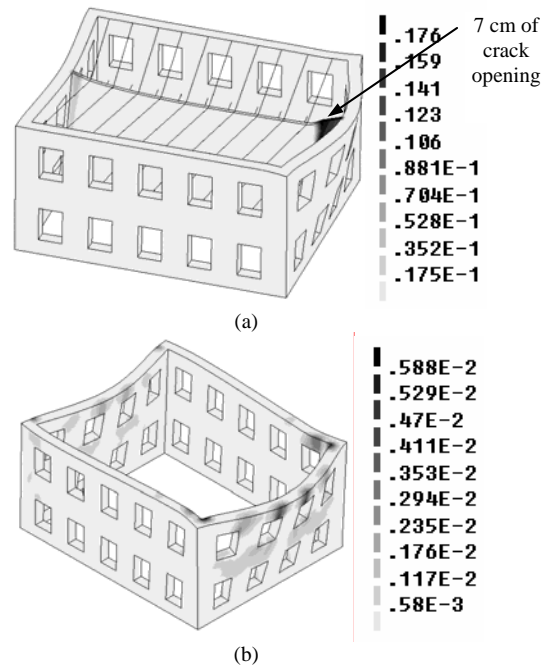 7 cm of
crack
opening
.176
.159
.141
.123
.106
.881E-1
.704E-1
.528E-1
.352E-1
.175E-1
(a)
.588E-2
.529E-2
.47E-2
.411E-2
.353E-2
.294E-2
.235E-2
.176E-2
.117E-2
.58E-3
(b)